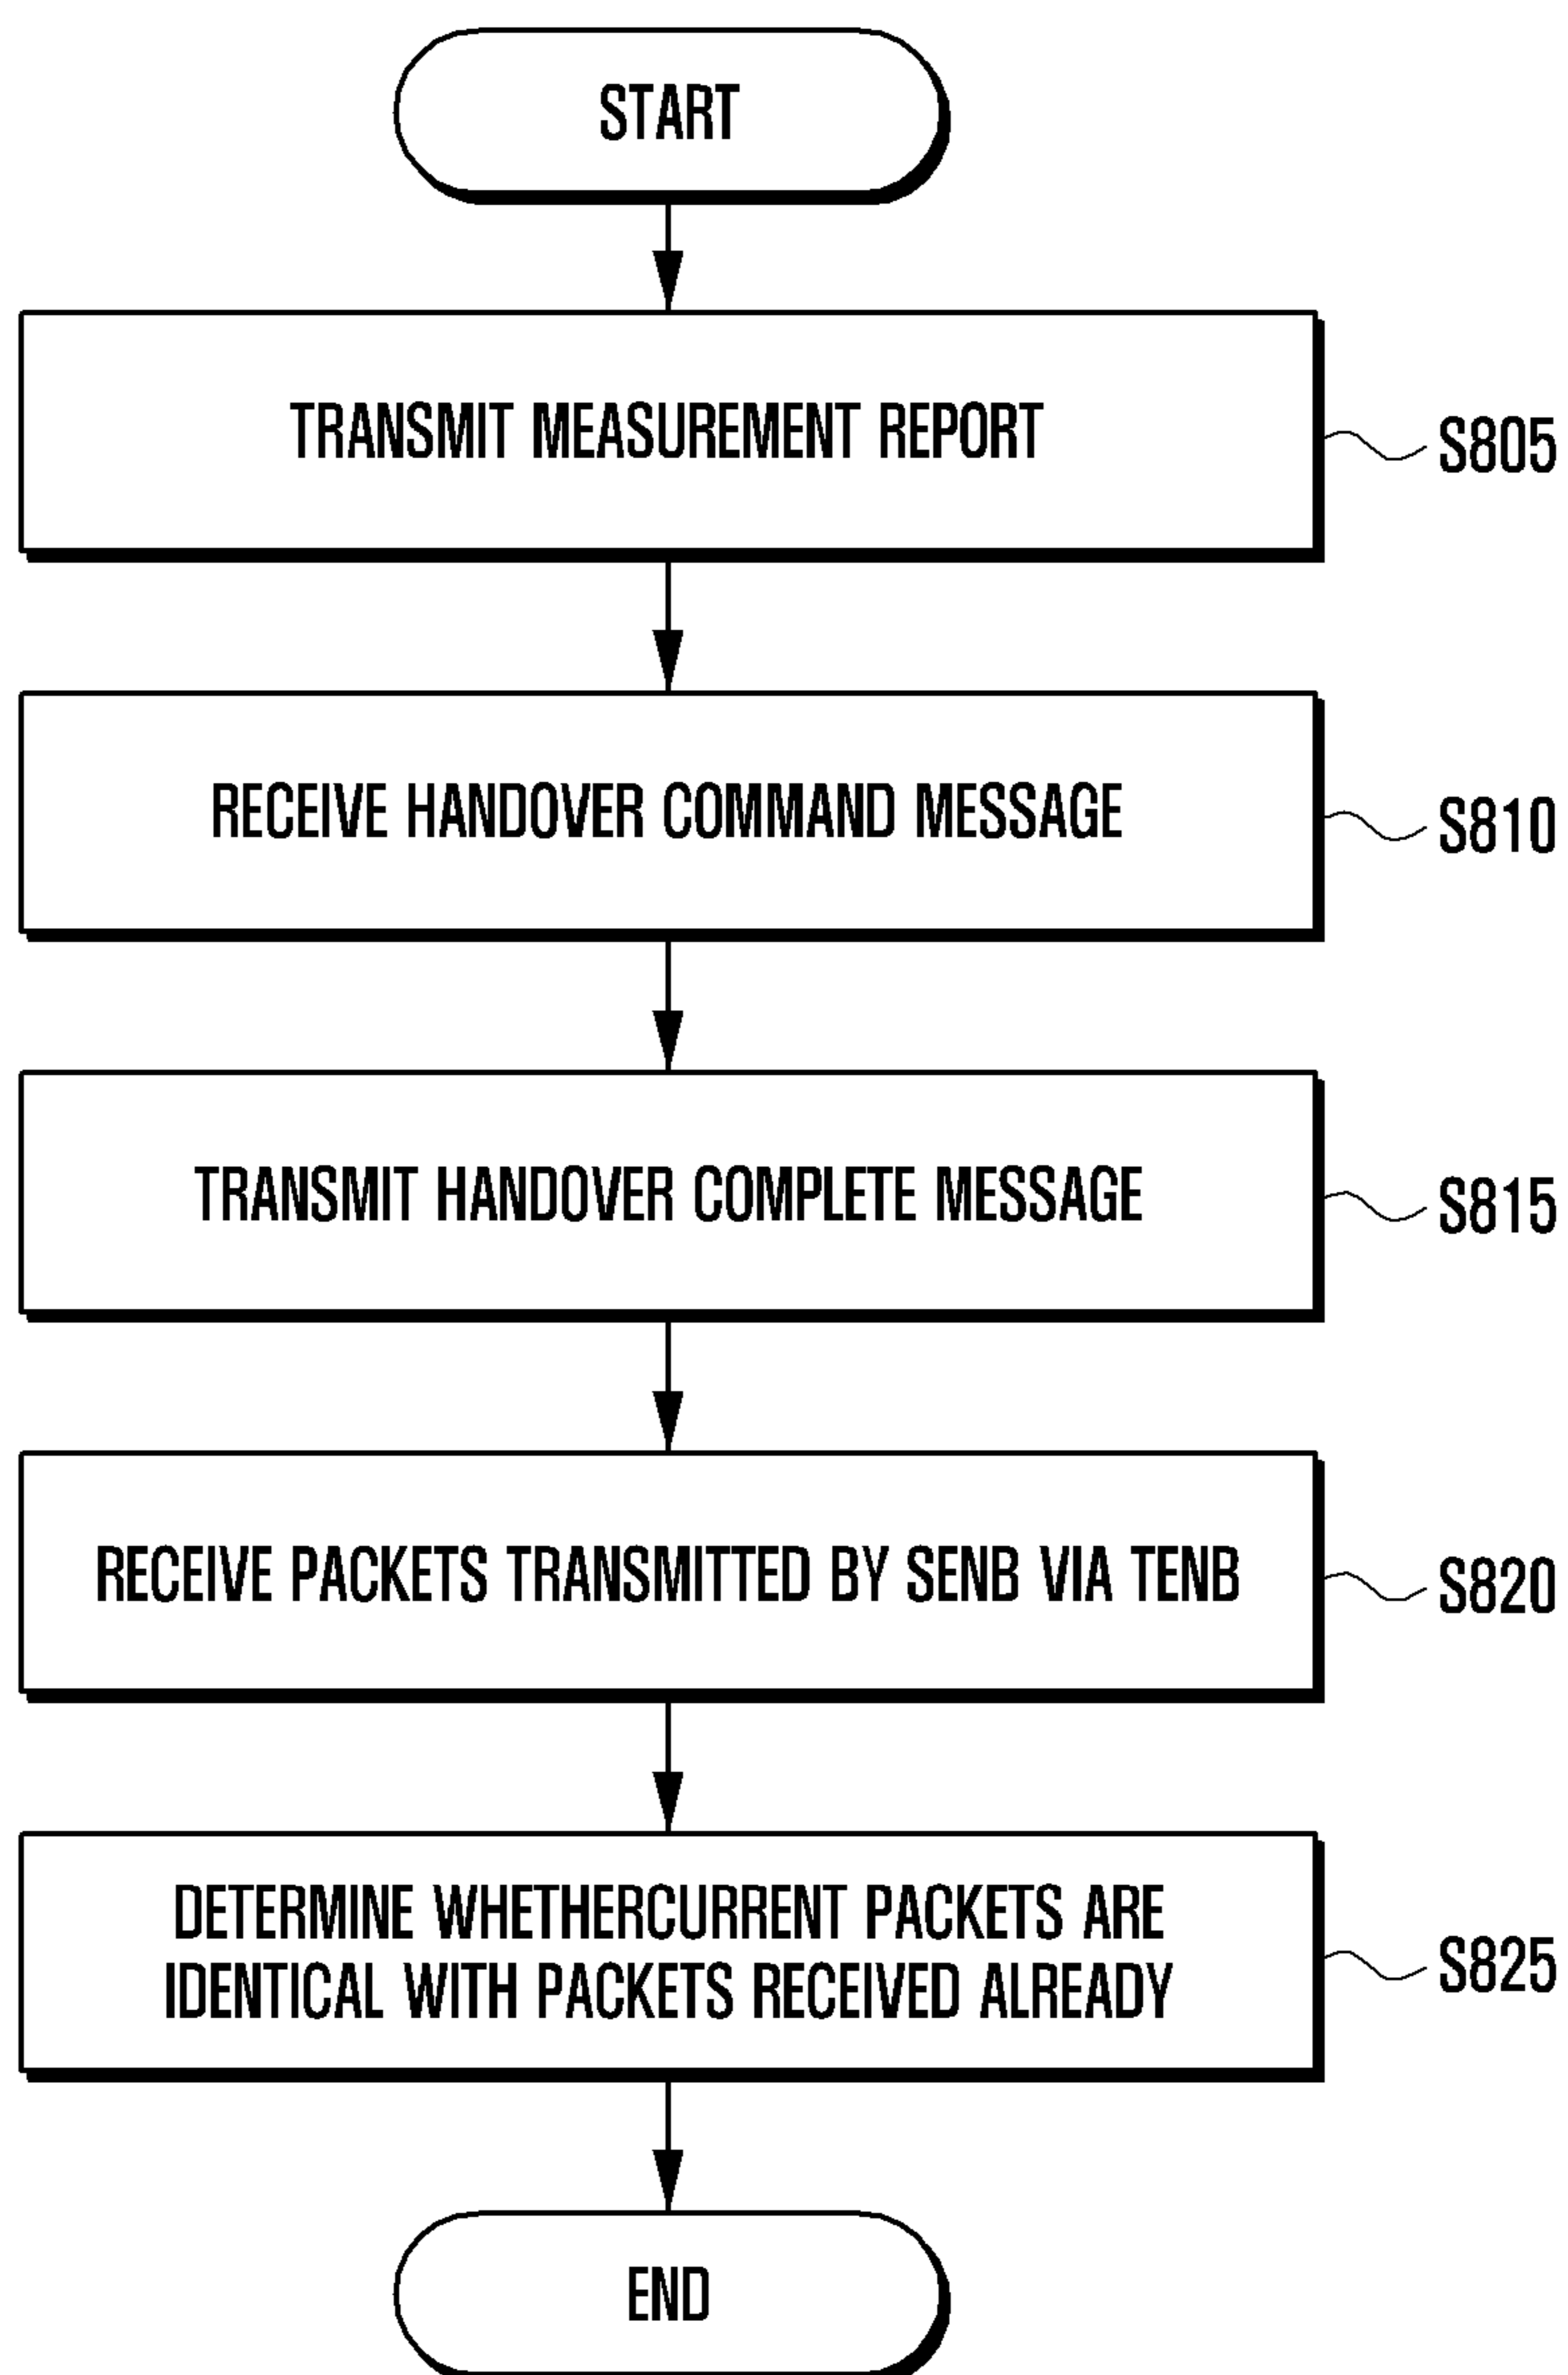 START
TRANSMIT MEASUREMENT REPORT
S805
RECEIVE HANDOVER COMMAND MESSAGE
S810
TRANSMIT HANDOVER COMPLETE MESSAGE
S815
RECEIVE PACKETS TRANSMITTED BY SENB VIA TENB
S820
DETERMINE WHETHERCURRENT PACKETS ARE
IDENTICAL WITH PACKETS RECEIVED ALREADY
S825
END